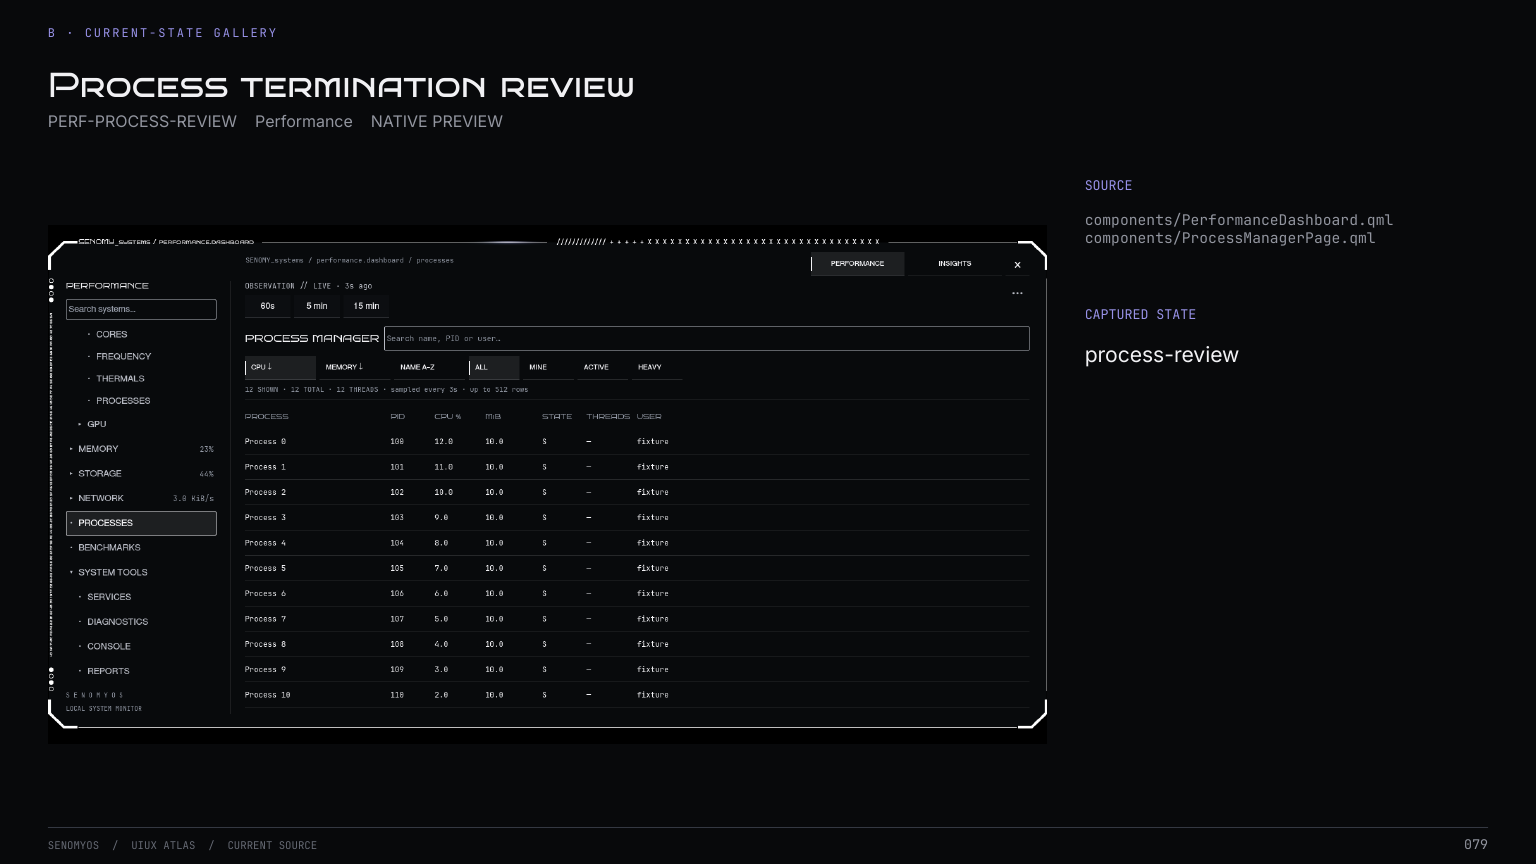 B · CURRENT-STATE GALLERY
Process termination review
PERF-PROCESS-REVIEW Performance NATIVE PREVIEW
SENOMY_systems / performance.dashboard
///////////// + + + + + X X X X X X X X X X X X X X X X X X X X X X X X X X X X X X X
SENOMY_systems / performance.dashboard / processes
PERFORMANCE
INSIGHTS
×
OBSERVATION // LIVE · 3s ago
...
60s 5 min 15 min
PERFORMANCE
Search systems…
· CORES
· FREQUENCY
· THERMALS
· PROCESSES
GPU
MEMORY 23%
STORAGE 44%
NETWORK 3.0 KiB/s
· PROCESSES
· BENCHMARKS
SYSTEM TOOLS
· SERVICES
· DIAGNOSTICS
· CONSOLE
· REPORTS
SENOMYOS
LOCAL SYSTEM MONITOR
PROCESS MANAGER
Search name, PID or user…
CPU ↓ MEMORY ↓ NAME A–Z ALL MINE ACTIVE HEAVY
12 SHOWN · 12 TOTAL · 12 THREADS · sampled every 3s · up to 512 rows
PROCESS PID CPU % MiB STATE THREADS USER
Process 0 100 12.0 10.0 S — fixture
Process 1 101 11.0 10.0 S — fixture
Process 2 102 10.0 10.0 S — fixture
Process 3 103 9.0 10.0 S — fixture
Process 4 104 8.0 10.0 S — fixture
Process 5 105 7.0 10.0 S — fixture
Process 6 106 6.0 10.0 S — fixture
Process 7 107 5.0 10.0 S — fixture
Process 8 108 4.0 10.0 S — fixture
Process 9 109 3.0 10.0 S — fixture
Process 10 110 2.0 10.0 S — fixture
SOURCE
components/PerformanceDashboard.qml
components/ProcessManagerPage.qml
CAPTURED STATE
process-review
SENOMYOS / UIUX ATLAS / CURRENT SOURCE
079